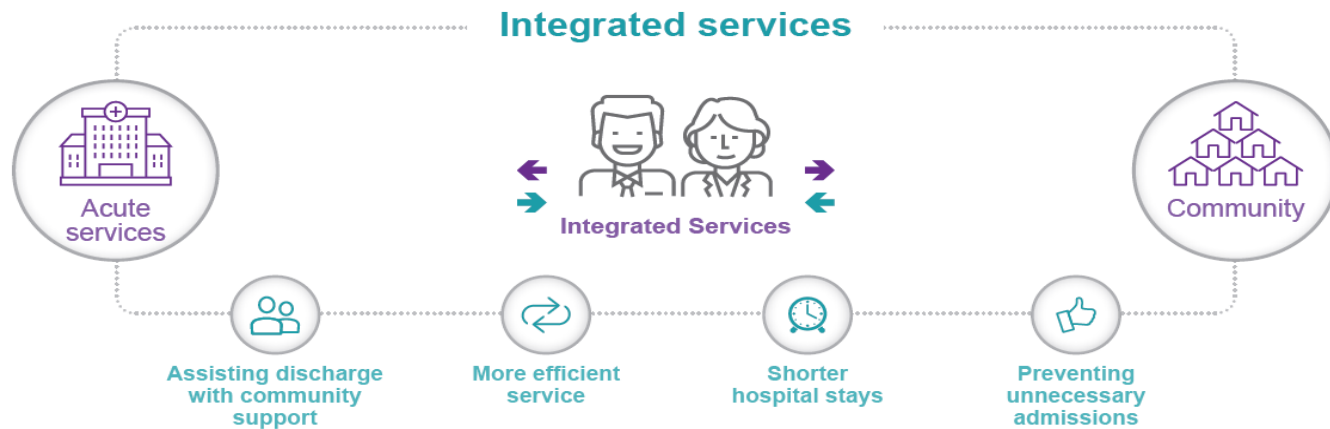 Integrated services
Acute
services
Integrated Services
Community
Assisting discharge
with community
support
More efficient
service
Shorter
hospital stays
Preventing
unnecessary
admissions